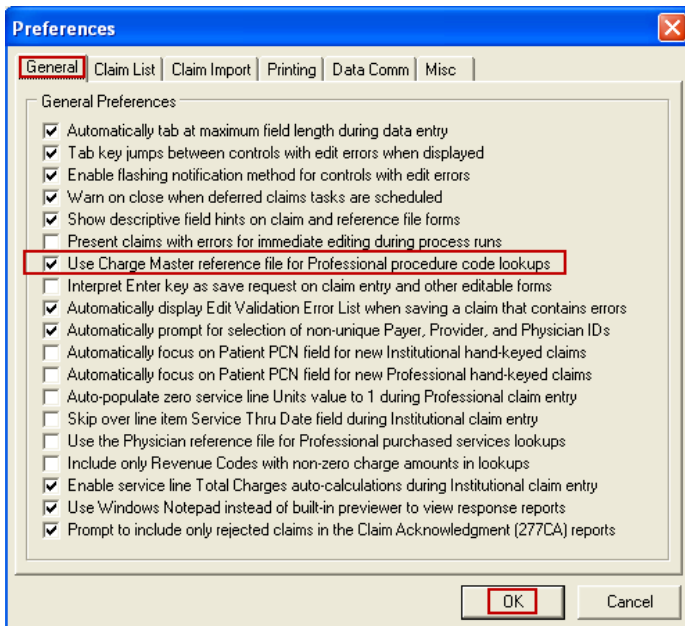 Preferences
General Claim List Claim Import Printing Data Comm Misc
General Preferences
Automatically tab at maximum field length during data entry
Tab key jumps between controls with edit errors when displayed
Enable flashing notification method for controls with edit errors
Warn on close when deferred claims tasks are scheduled
Show descriptive field hints on claim and reference file forms
Present claims with errors for immediate editing during process runs
Use Charge Master reference file for Professional procedure code lookups
Interpret Enter key as save request on claim entry and other editable forms
Automatically display Edit Validation Error List when saving a claim that contains errors
Automatically prompt for selection of non-unique Payer, Provider, and Physician IDs
Automatically focus on Patient PCN field for new Institutional hand-keyed claims
Automatically focus on Patient PCN field for new Professional hand-keyed claims
Auto-populate zero service line Units value to 1 during Professional claim entry
Skip over line item Service Thru Date field during Institutional claim entry
Use the Physician reference file for Professional purchased services lookups
Include only Revenue Codes with non-zero charge amounts in lookups
Enable service line Total Charges auto-calculations during Institutional claim entry
Use Windows Notepad instead of built-in previewer to view response reports
Prompt to include only rejected claims in the Claim Acknowledgment (277CA) reports
OK Cancel